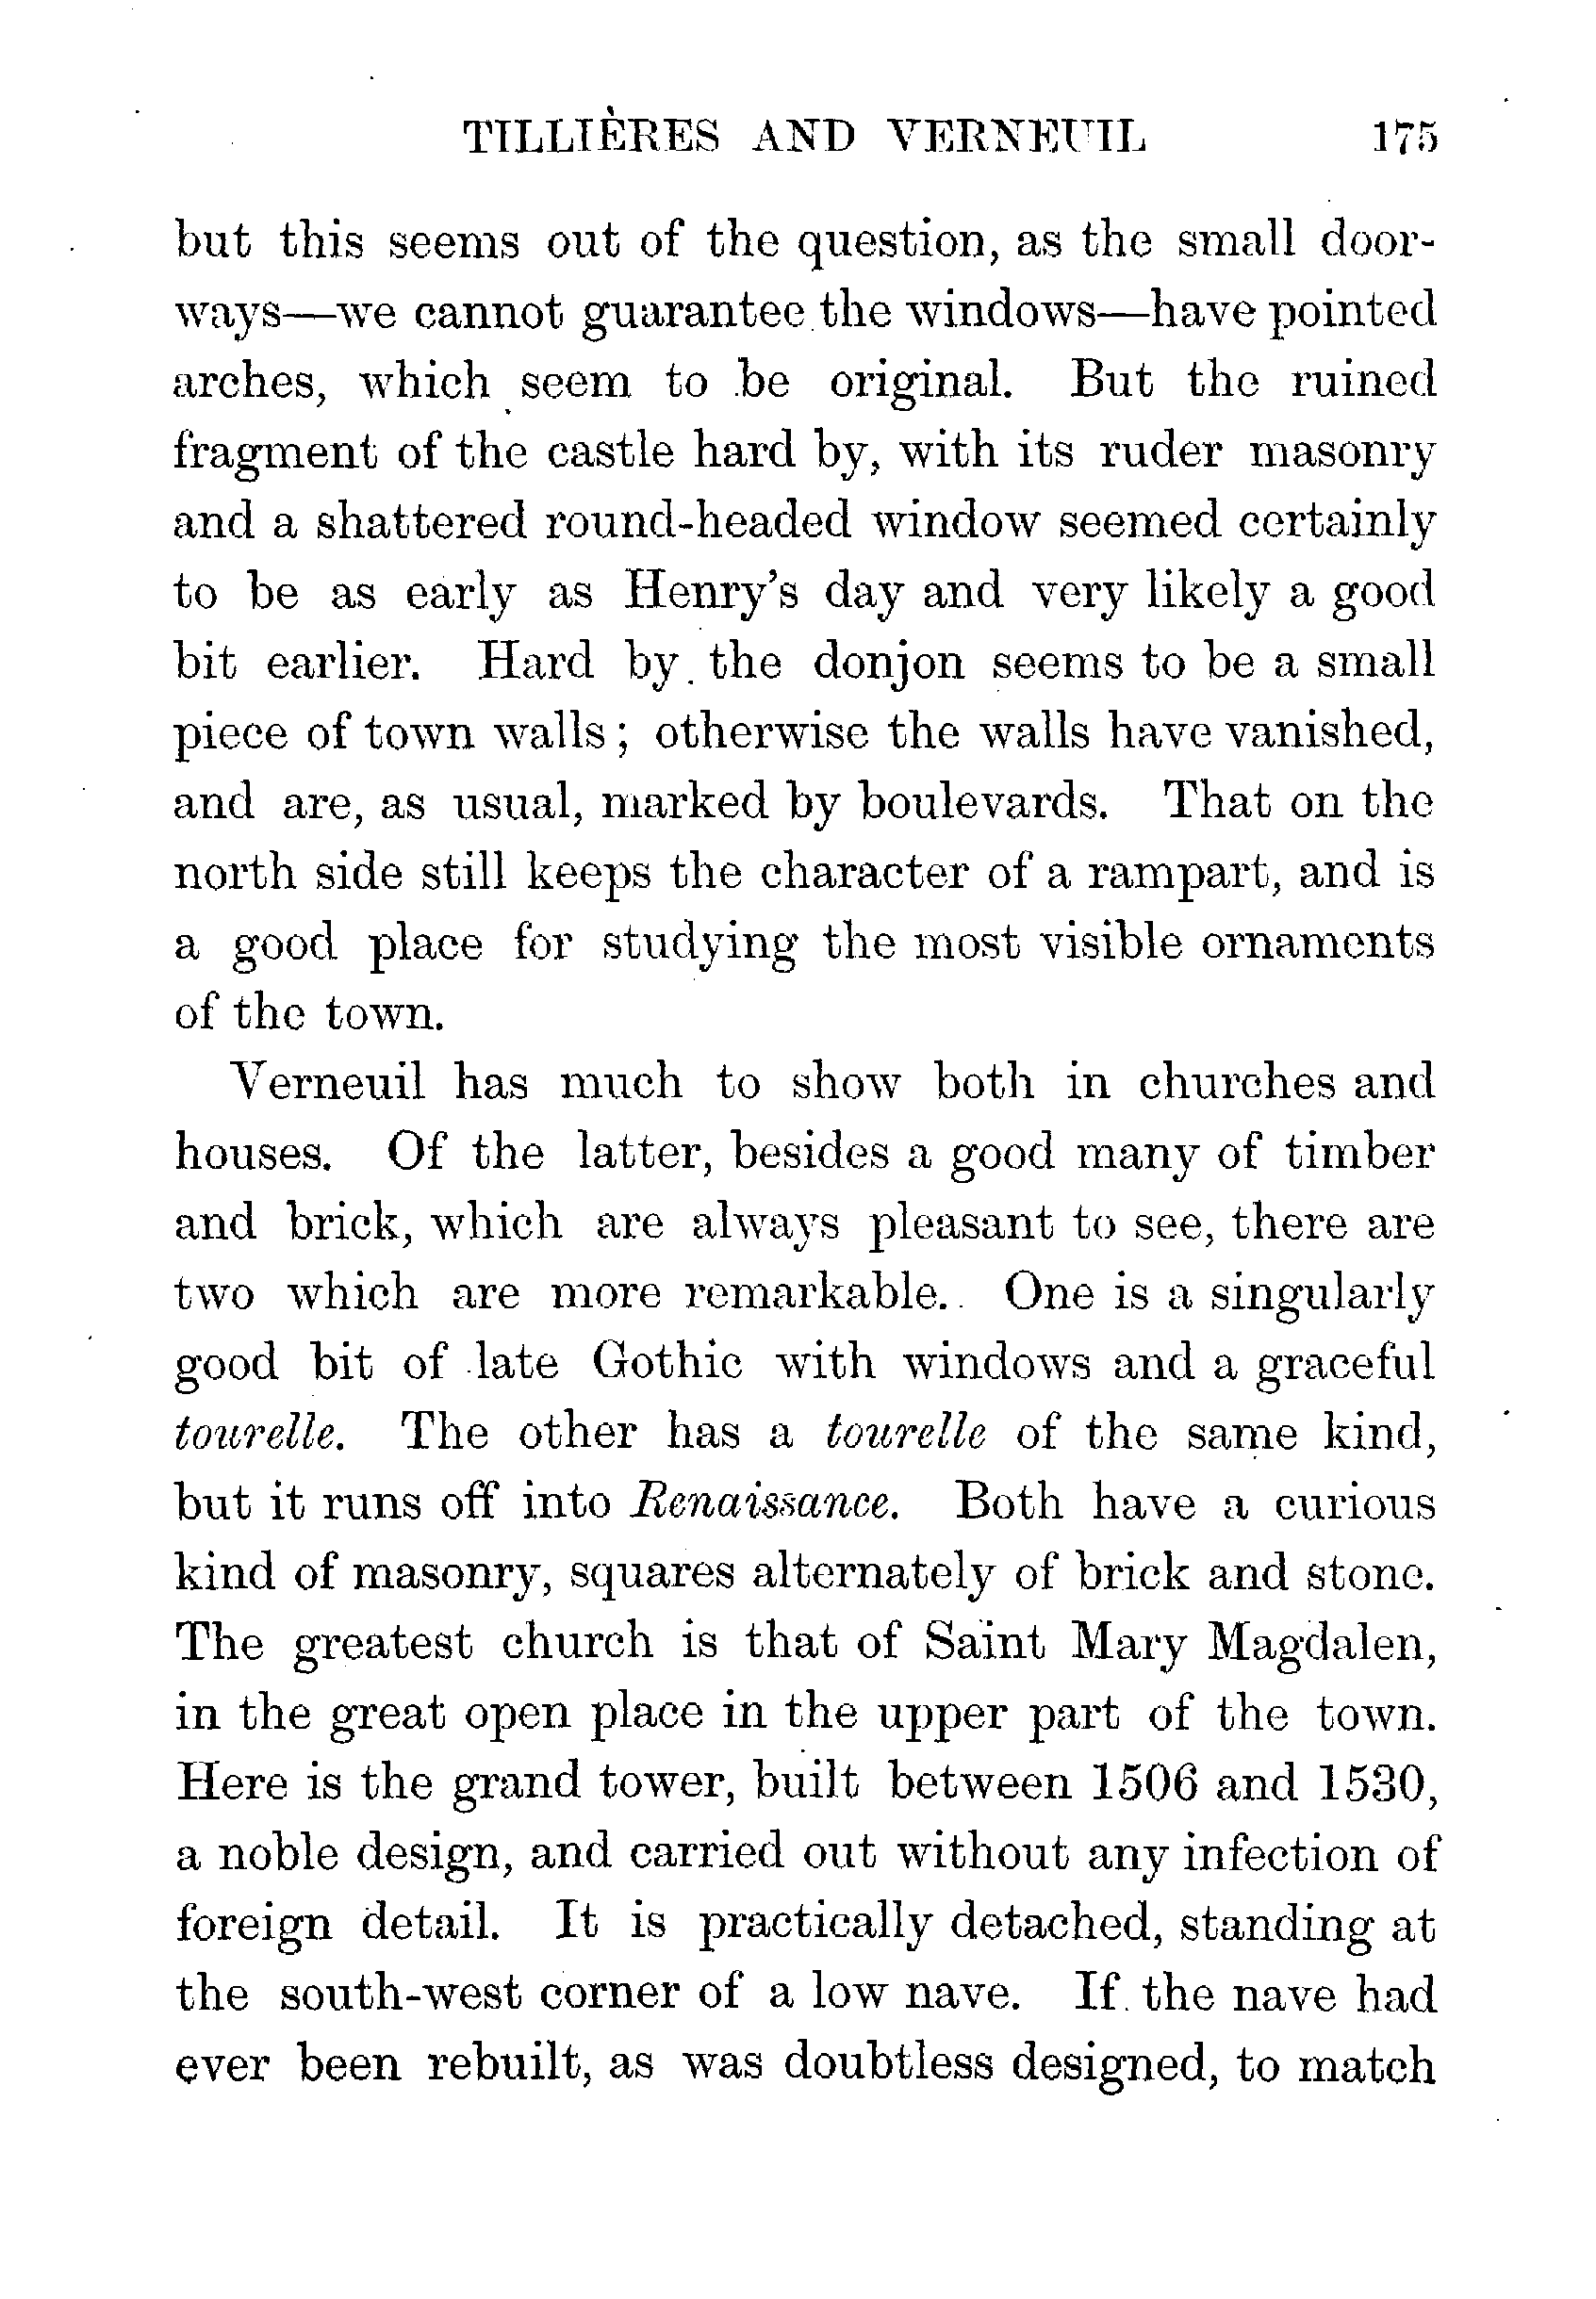 TILLIÈRES AND VERNEUIL 175
but this seems out of the question, as the small door-
ways—we cannot guarantee the windows—have pointed
arches, which seem to be original. But the ruined
fragment of the castle hard by, with its ruder masonry
and a shattered round-headed window seemed certainly
to be as early as Henry's day and very likely a good
bit earlier. Hard by the donjon seems to be a small
piece of town walls; otherwise the walls have vanished,
and are, as usual, marked by boulevards. That on the
north side still keeps the character of a rampart, and is
a good place for studying the most visible ornaments
of the town.
Verneuil has much to show both in churches and
houses. Of the latter, besides a good many of timber
and brick, which are always pleasant to see, there are
two which are more remarkable. One is a singularly
good bit of late Gothic with windows and a graceful
tourelle. The other has a tourelle of the same kind,
but it runs off into Renaissance. Both have a curious
kind of masonry, squares alternately of brick and stone.
The greatest church is that of Saint Mary Magdalen,
in the great open place in the upper part of the town.
Here is the grand tower, built between 1506 and 1530,
a noble design, and carried out without any infection of
foreign detail. It is practically detached, standing at
the south-west corner of a low nave. If the nave had
ever been rebuilt, as was doubtless designed, to match